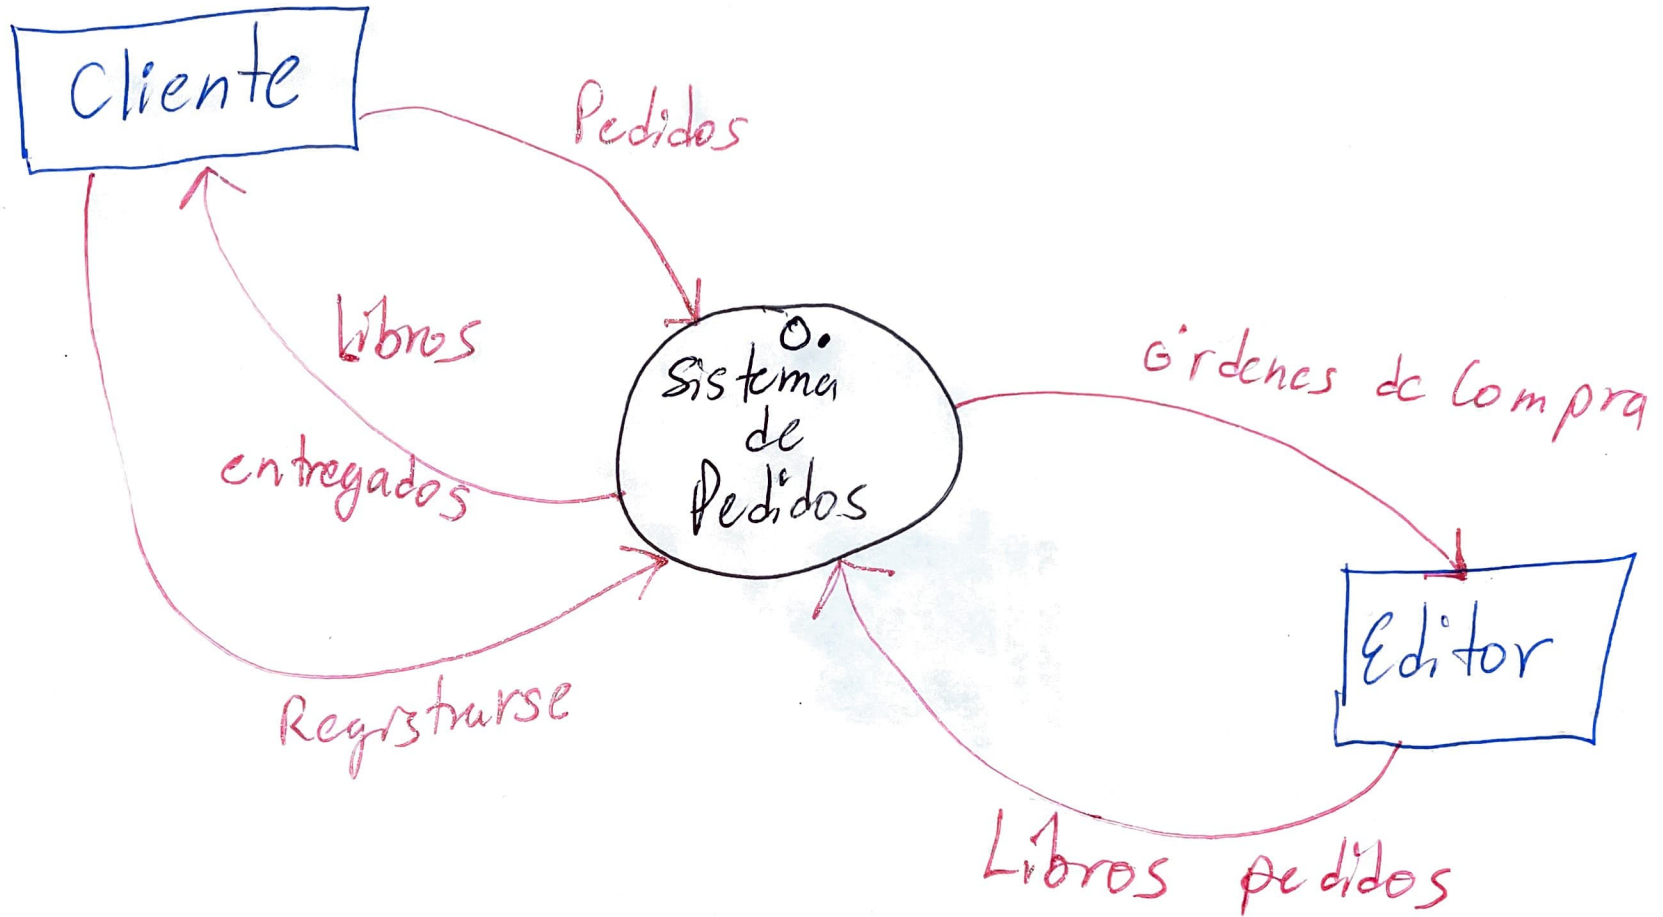 Cliente
Pedidos
Libros
entregados
0.
Sistema
de
Pedidos
órdenes de Compra
Editor
Registrarse
Libros pedidos